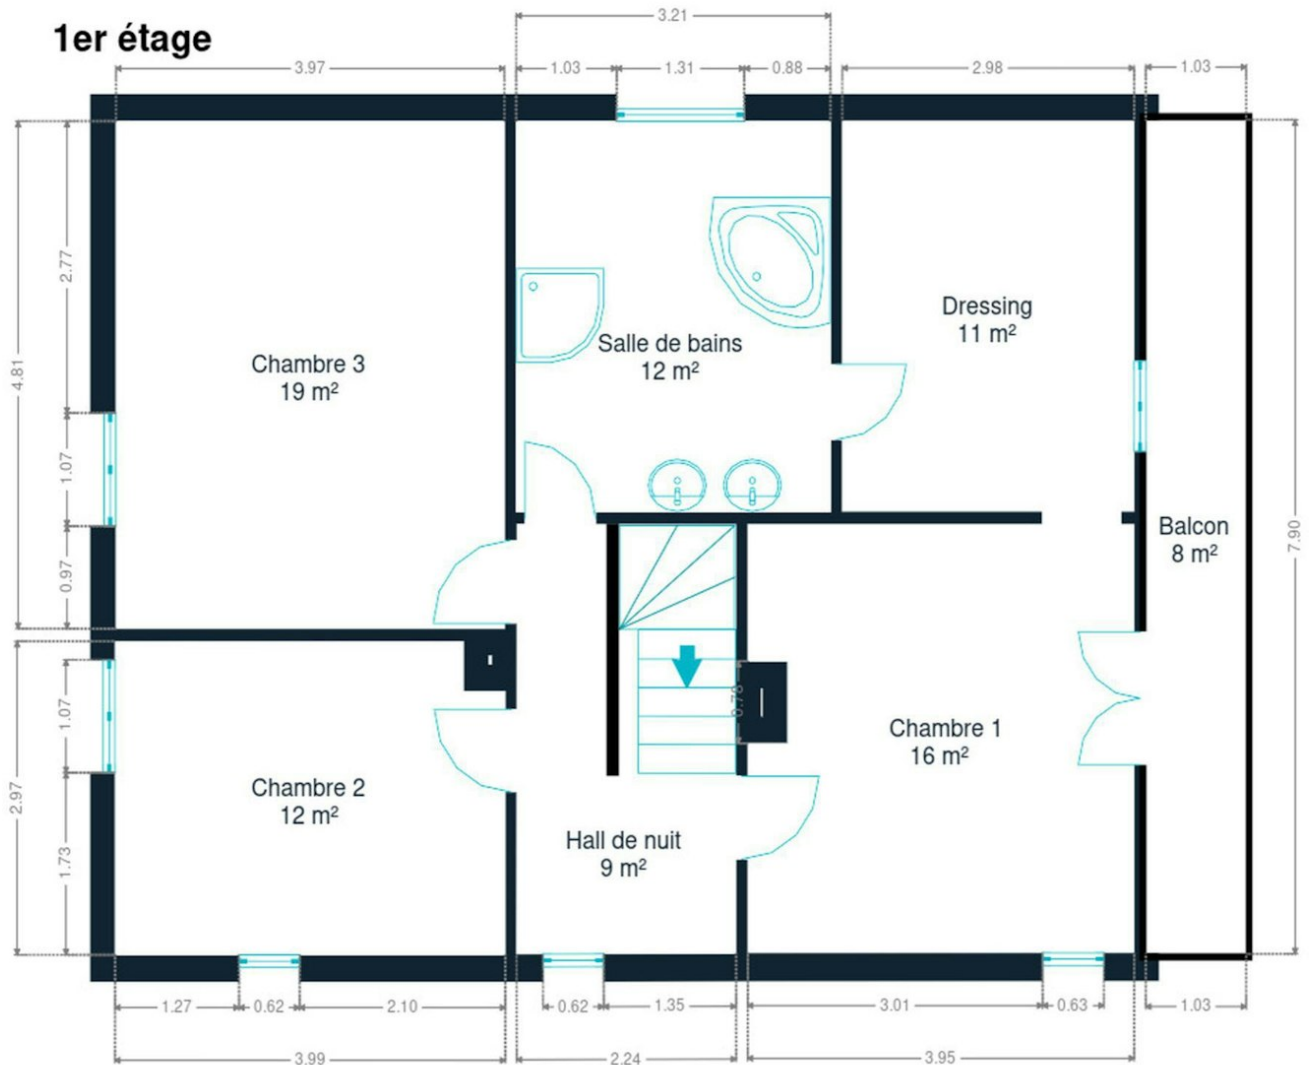 1er étage
3.21
3.97
1.03
1.31
0.88
2.98
1.03
4.81
2.77
1.07
0.97
Chambre 3
19 m²
Salle de bains
12 m²
Dressing
11 m²
Balcon
8 m²
7.90
2.97
1.07
1.73
Chambre 2
12 m²
Hall de nuit
9 m²
Chambre 1
16 m²
1.27
0.62
2.10
0.62
1.35
3.01
0.63
1.03
3.99
2.24
3.95